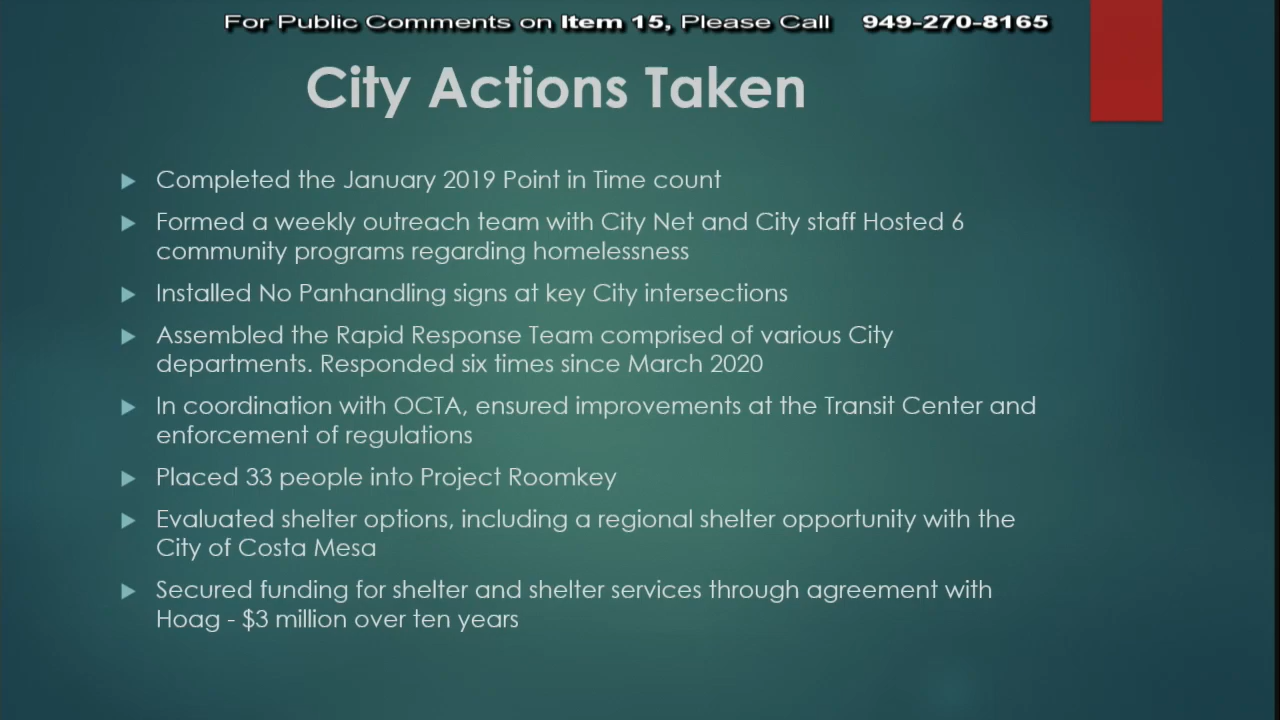 For Public Comments on Item 15, Please Call 949-270-8165
City Actions Taken
Completed the January 2019 Point in Time count
Formed a weekly outreach team with City Net and City staff Hosted 6
community programs regarding homelessness
Installed No Panhandling signs at key City intersections
Assembled the Rapid Response Team comprised of various City
departments. Responded six times since March 2020
In coordination with OCTA, ensured improvements at the Transit Center and
enforcement of regulations
Placed 33 people into Project Roomkey
Evaluated shelter options, including a regional shelter opportunity with the
City of Costa Mesa
Secured funding for shelter and shelter services through agreement with
Hoag - $3 million over ten years